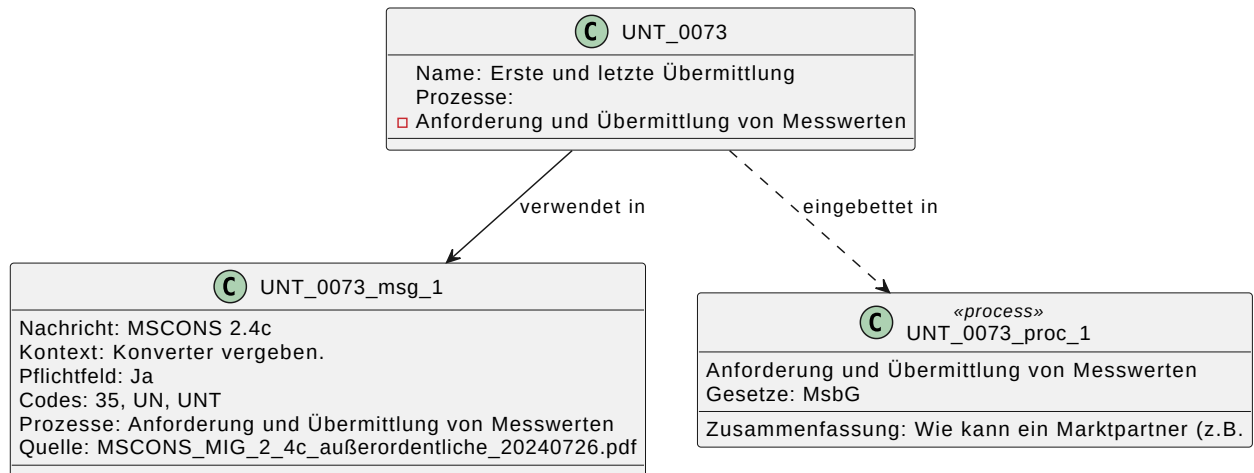 C UNT_0073
Name: Erste und letzte Übermittlung
Prozesse:
Anforderung und Übermittlung von Messwerten
verwendet in
eingebettet in
C UNT_0073_msg_1
Nachricht: MSCONS 2.4c
Kontext: Konverter vergeben.
Pflichtfeld: Ja
Codes: 35, UN, UNT
Prozesse: Anforderung und Übermittlung von Messwerten
Quelle: MSCONS_MIG_2_4c_außerordentliche_20240726.pdf
C «process»
UNT_0073_proc_1
Anforderung und Übermittlung von Messwerten
Gesetze: MsbG
Zusammenfassung: Wie kann ein Marktpartner (z.B.